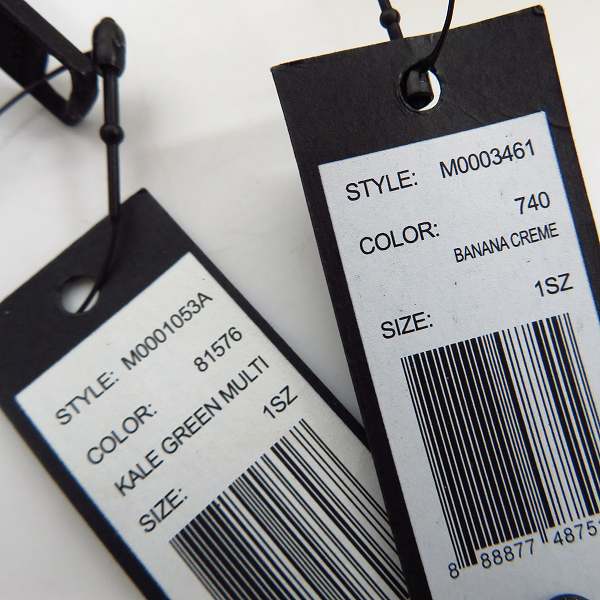 STYLE: M0001053A
COLOR: 81576
KALE GREEN MULTI
SIZE: 1SZ
STYLE: M0003461
COLOR: 740
BANANA CREME
SIZE: 1SZ
8 88877 4875